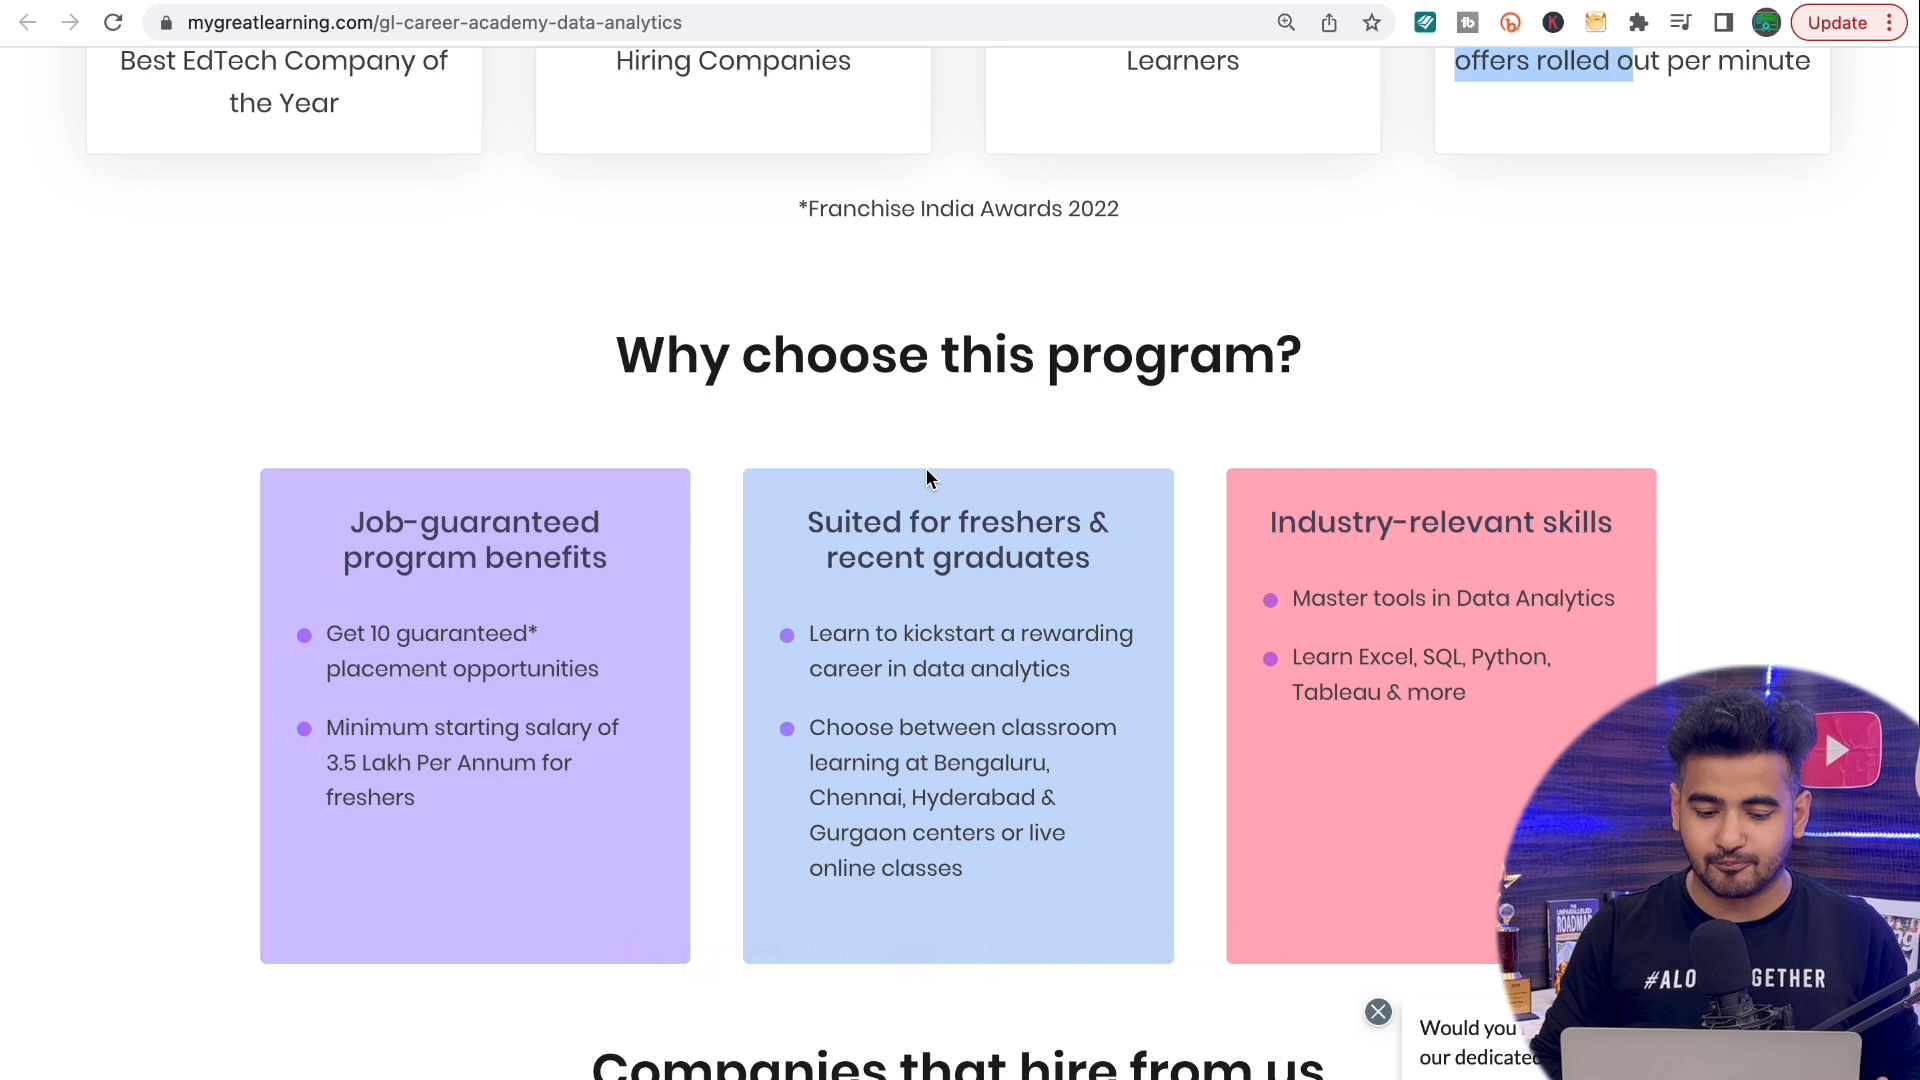 mygreatlearning.com/gl-career-academy-data-analytics
Update
Best EdTech Company of
the Year
Hiring Companies
Learners
offers rolled out per minute
*Franchise India Awards 2022
Why choose this program?
Job-guaranteed
program benefits
Get 10 guaranteed*
placement opportunities
Minimum starting salary of
3.5 Lakh Per Annum for
freshers
Suited for freshers &
recent graduates
Learn to kickstart a rewarding
career in data analytics
Choose between classroom
learning at Bengaluru,
Chennai, Hyderabad &
Gurgaon centers or live
online classes
Industry-relevant skills
Master tools in Data Analytics
Learn Excel, SQL, Python,
Tableau & more
THE
UNPARALLELED
ROADMAP
#ALO GETHER
Would you
our dedicated
Companies that hire from us